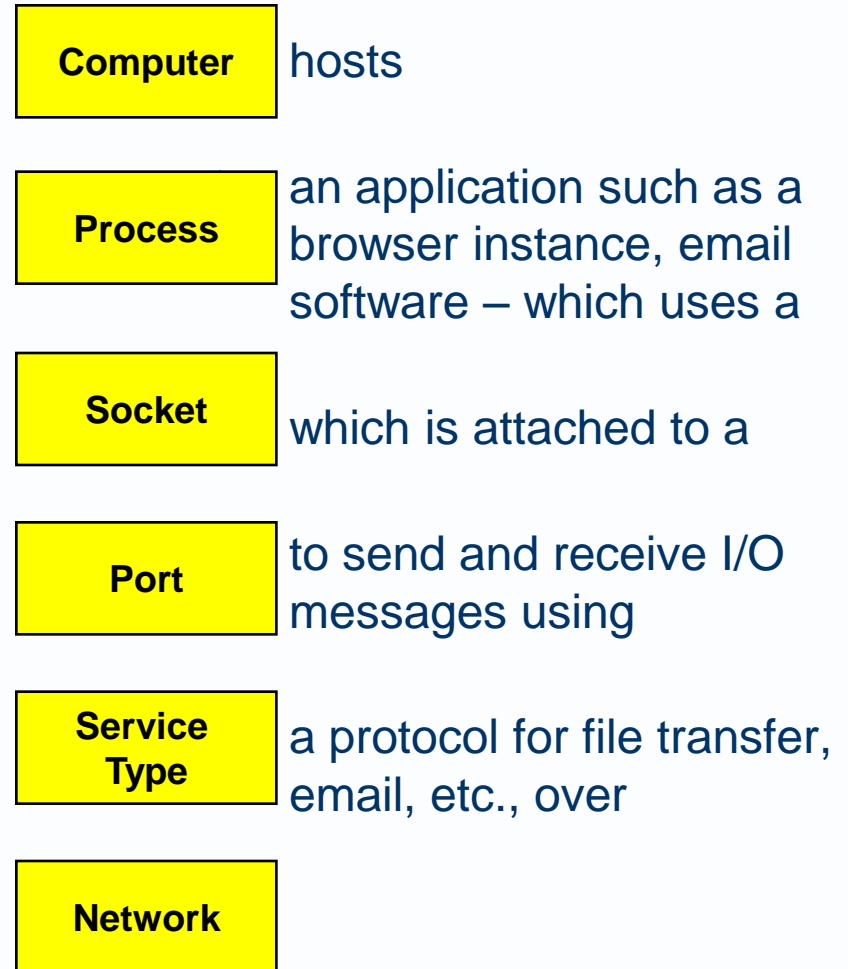 Computer hosts
Process
an application such as a
browser instance, email
software – which uses a
Socket
which is attached to a
Port
to send and receive I/O
messages using
Service
Type
a protocol for file transfer,
email, etc., over
Network